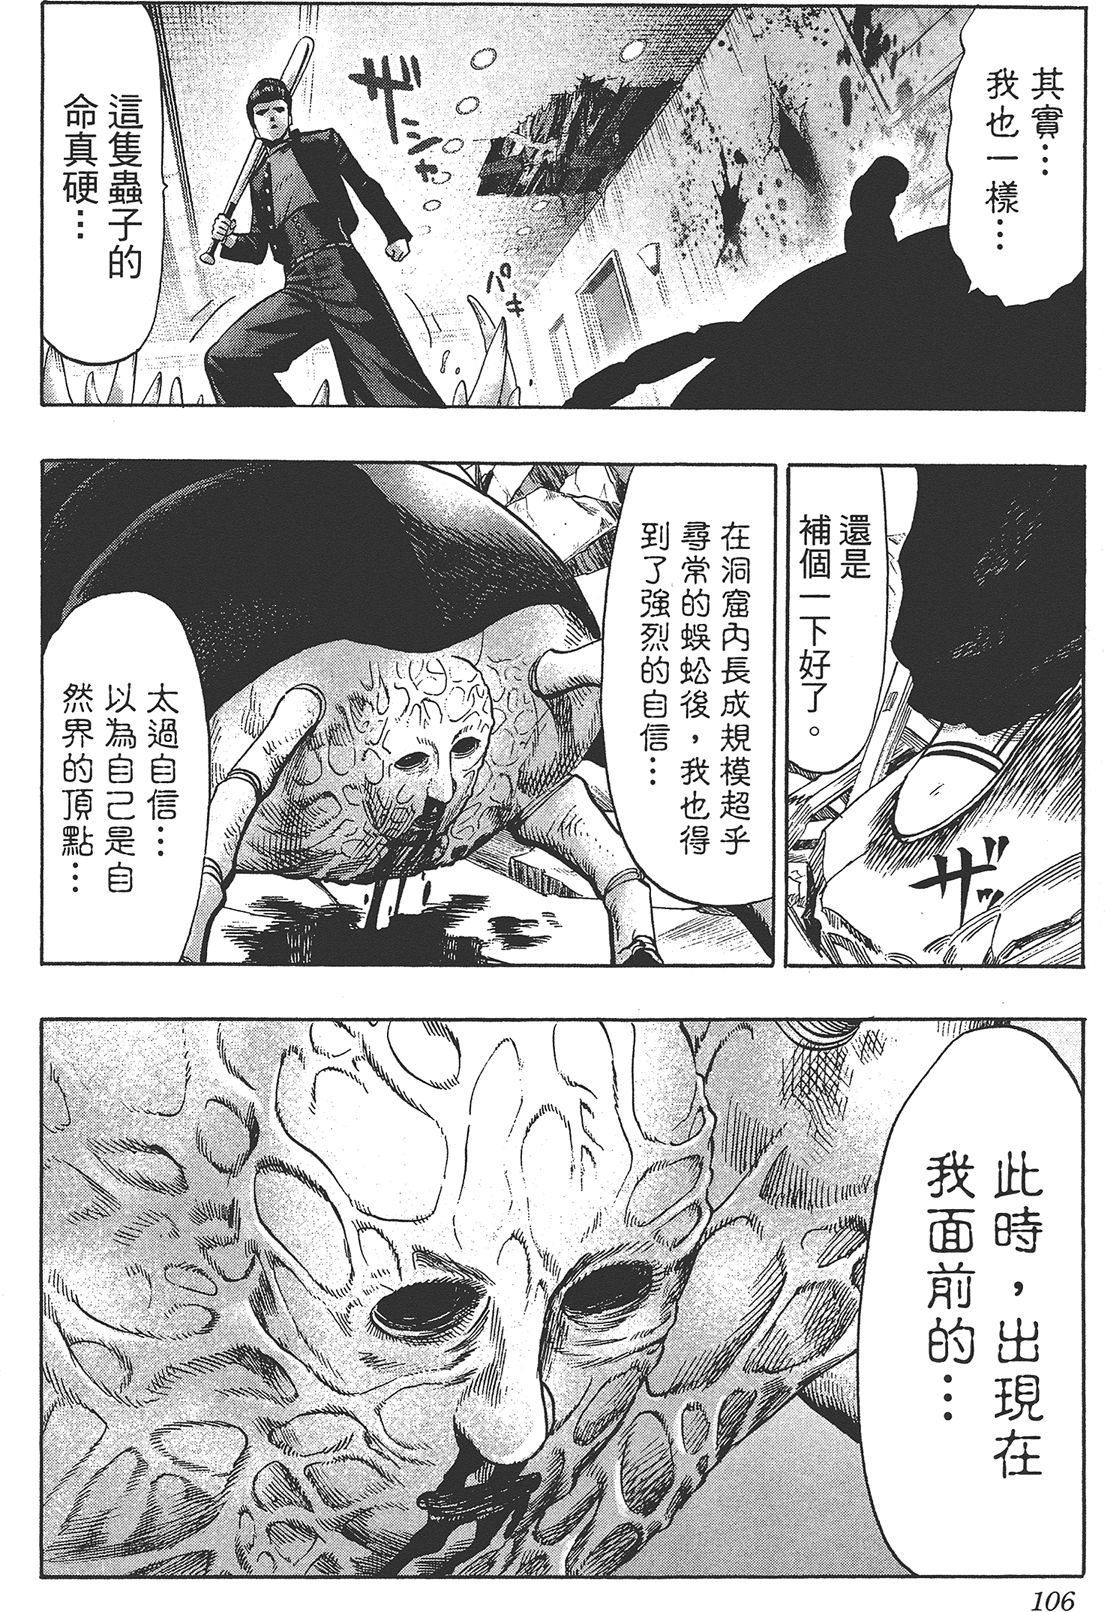 其實⋯
我也一樣⋯
ザシャ
パキ
這隻蟲子的
命真硬⋯
還是
補個一下好了。
ザッ
在洞窟內長成規模超乎
尋常的蜈蚣後，我也得
到了強烈的自信⋯
太過自信⋯
以為自己是自
然界的頂點⋯
此時，出現在
我面前的⋯
106